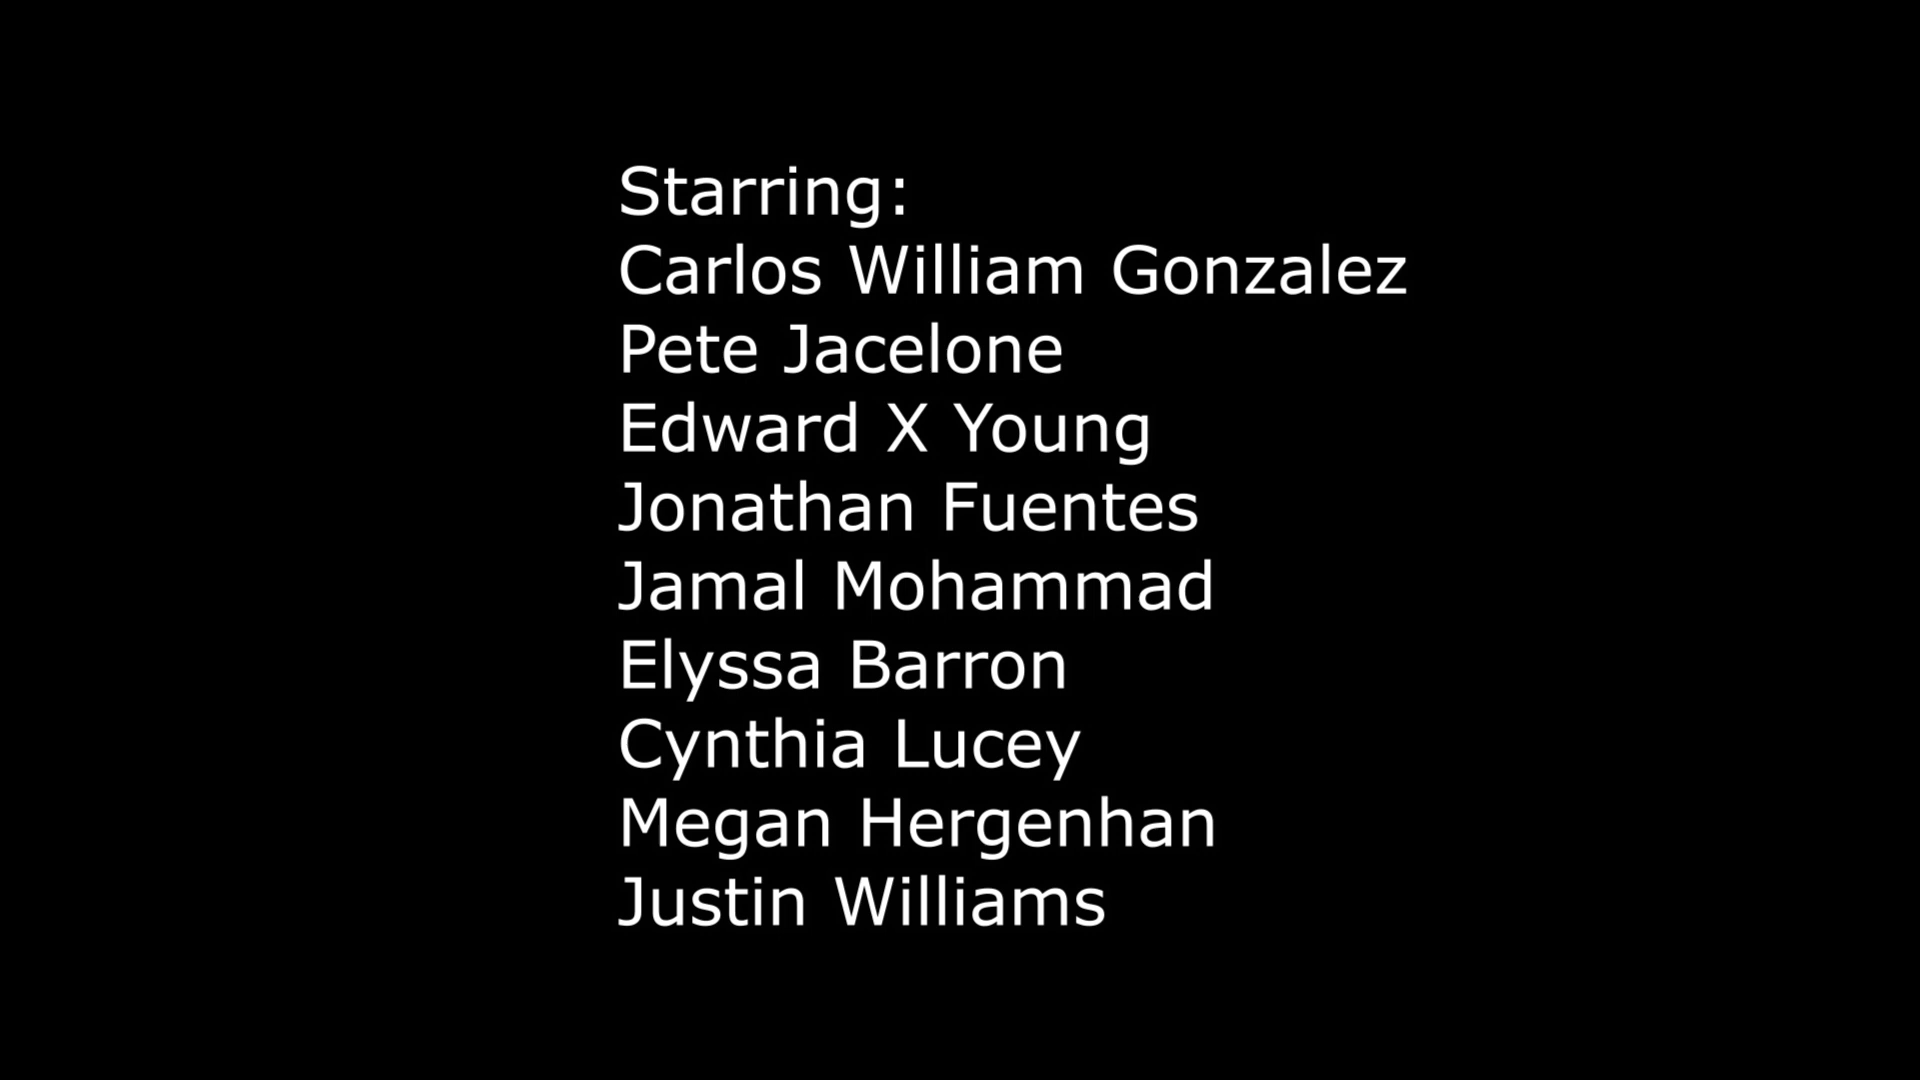 Starring:
Carlos William Gonzalez
Pete Jacelone
Edward X Young
Jonathan Fuentes
Jamal Mohammad
Elyssa Barron
Cynthia Lucey
Megan Hergenhan
Justin Williams